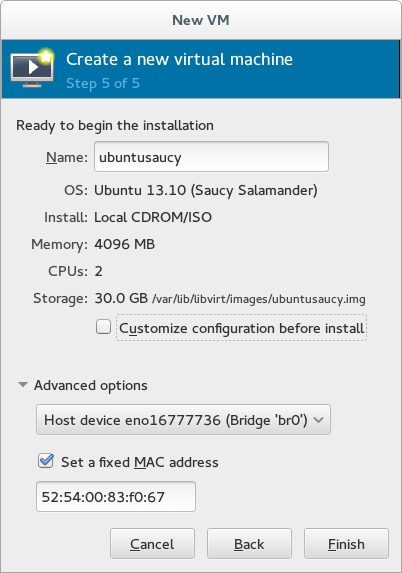 New VM
Create a new virtual machine
Step 5 of 5
Ready to begin the installation
Name: ubuntusaucy
OS: Ubuntu 13.10 (Saucy Salamander)
Install: Local CDROM/ISO
Memory: 4096 MB
CPUs: 2
Storage: 30.0 GB /var/lib/libvirt/images/ubuntusaucy.img
Customize configuration before install
Advanced options
Host device eno16777736 (Bridge 'br0')
Set a fixed MAC address
52:54:00:83:f0:67
Cancel Back Finish